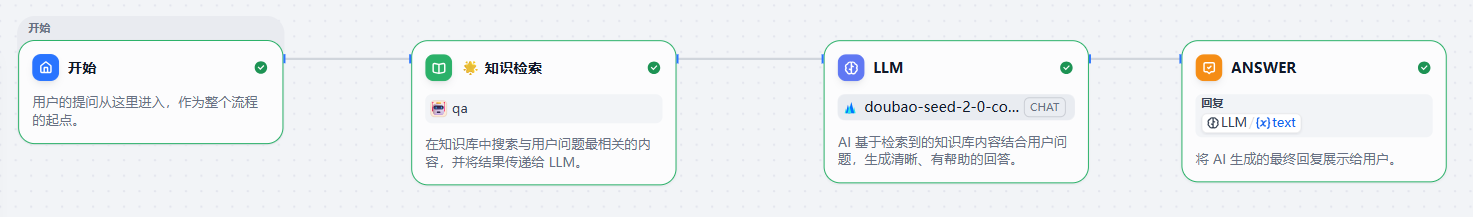 开始
开始
用户的提问从这里进入，作为整个流程
的起点。
知识检索
qa
在知识库中搜索与用户问题最相关的内
容，并将结果传递给 LLM。
LLM
doubao-seed-2-0-co... CHAT
AI 基于检索到的知识库内容结合用户问
题，生成清晰、有帮助的回答。
ANSWER
回复
LLM/{x}text
将 AI 生成的最终回复展示给用户。